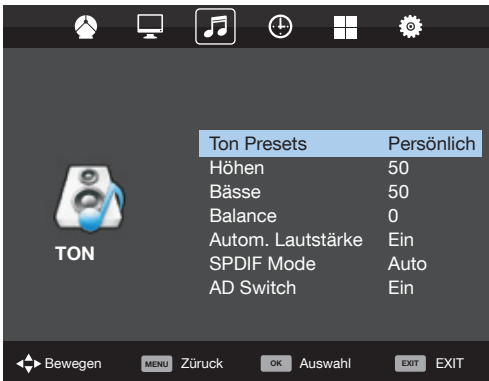 Ton Presets Persönlich
Höhen 50
Bässe 50
Balance 0
Autom. Lautstärke Ein
SPDIF Mode Auto
AD Switch Ein
TON
Bewegen MENU Züruck OK Auswahl EXIT EXIT